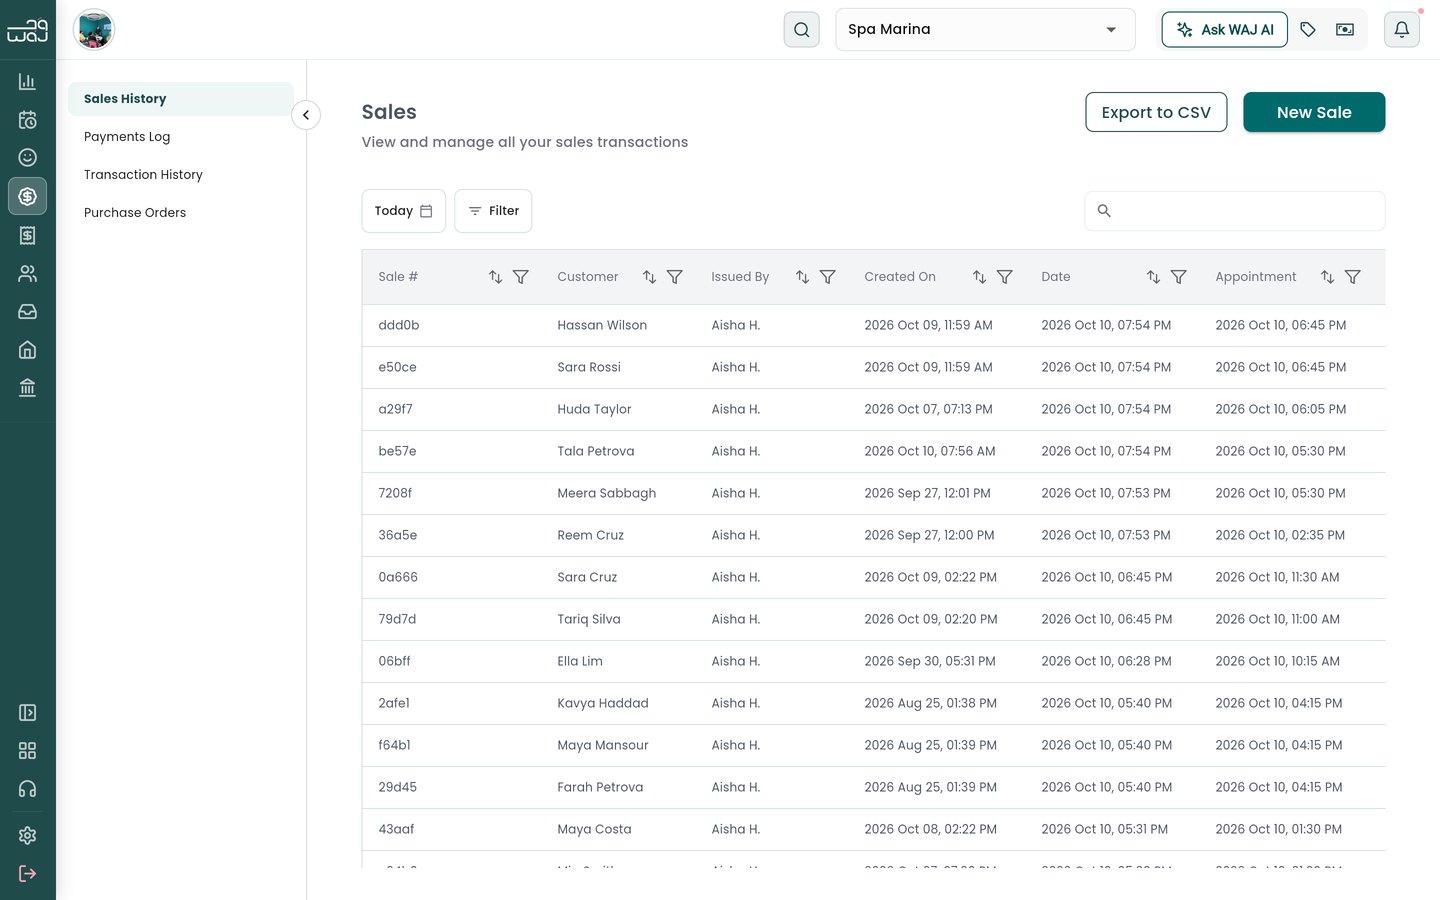 Spa Marina
Ask WAJ AI
Sales History
Payments Log
Transaction History
Purchase Orders
Sales
View and manage all your sales transactions
Export to CSV
New Sale
Today
Filter
Sale # Customer Issued By Created On Date Appointment
ddd0b Hassan Wilson Aisha H. 2026 Oct 09, 11:59 AM 2026 Oct 10, 07:54 PM 2026 Oct 10, 06:45 PM
e50ce Sara Rossi Aisha H. 2026 Oct 09, 11:59 AM 2026 Oct 10, 07:54 PM 2026 Oct 10, 06:45 PM
a29f7 Huda Taylor Aisha H. 2026 Oct 07, 07:13 PM 2026 Oct 10, 07:54 PM 2026 Oct 10, 06:05 PM
be57e Tala Petrova Aisha H. 2026 Oct 10, 07:56 AM 2026 Oct 10, 07:54 PM 2026 Oct 10, 05:30 PM
7208f Meera Sabbagh Aisha H. 2026 Sep 27, 12:01 PM 2026 Oct 10, 07:53 PM 2026 Oct 10, 05:30 PM
36a5e Reem Cruz Aisha H. 2026 Sep 27, 12:00 PM 2026 Oct 10, 07:53 PM 2026 Oct 10, 02:35 PM
0a666 Sara Cruz Aisha H. 2026 Oct 09, 02:22 PM 2026 Oct 10, 06:45 PM 2026 Oct 10, 11:30 AM
79d7d Tariq Silva Aisha H. 2026 Oct 09, 02:20 PM 2026 Oct 10, 06:45 PM 2026 Oct 10, 11:00 AM
06bff Ella Lim Aisha H. 2026 Sep 30, 05:31 PM 2026 Oct 10, 06:28 PM 2026 Oct 10, 10:15 AM
2afe1 Kavya Haddad Aisha H. 2026 Aug 25, 01:38 PM 2026 Oct 10, 05:40 PM 2026 Oct 10, 04:15 PM
f64b1 Maya Mansour Aisha H. 2026 Aug 25, 01:39 PM 2026 Oct 10, 05:40 PM 2026 Oct 10, 04:15 PM
29d45 Farah Petrova Aisha H. 2026 Aug 25, 01:39 PM 2026 Oct 10, 05:40 PM 2026 Oct 10, 04:15 PM
43aaf Maya Costa Aisha H. 2026 Oct 08, 02:22 PM 2026 Oct 10, 05:31 PM 2026 Oct 10, 01:30 PM